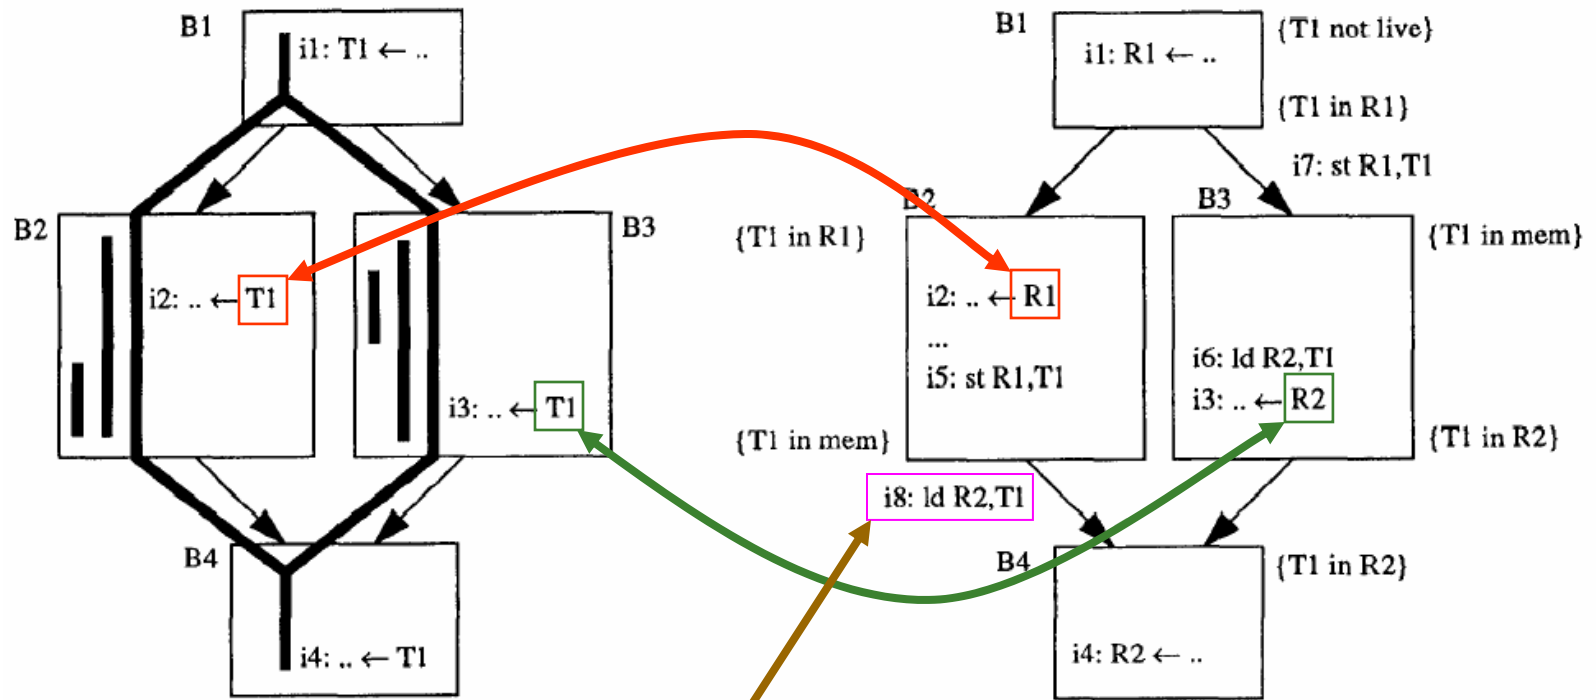 B1
i1: T1 ← ..
B2
i2: .. ← T1
B3
i3: .. ← T1
B4
i4: .. ← T1
B1
i1: R1 ← ..
{T1 not live}
{T1 in R1}
i7: st R1,T1
B2
{T1 in R1}
i2: .. ← R1
...
i5: st R1,T1
{T1 in mem}
B3
{T1 in mem}
i6: ld R2,T1
i3: .. ← R2
{T1 in R2}
i8: ld R2,T1
B4
{T1 in R2}
i4: R2 ← ..